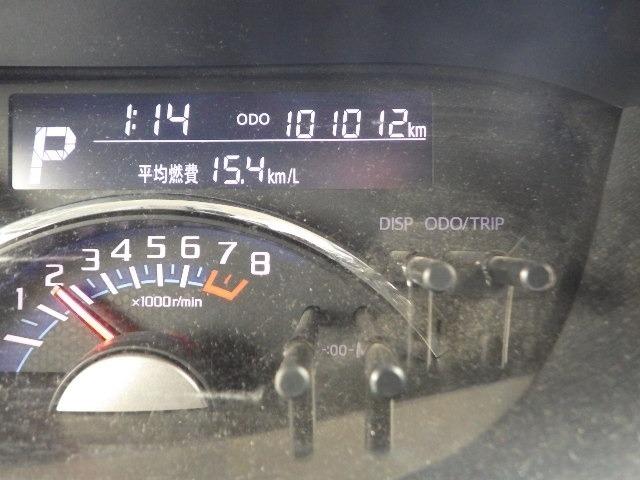 1:14 ODO 101012km
P
平均燃費 15.4km/L
DISP ODO/TRIP
1 2 3 4 5 6 7 8
×1000r/min
:00